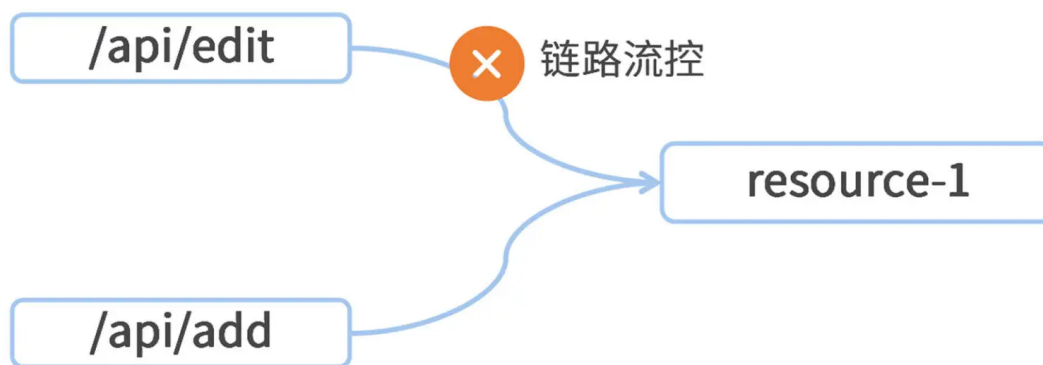 /api/edit
链路流控
resource-1
/api/add